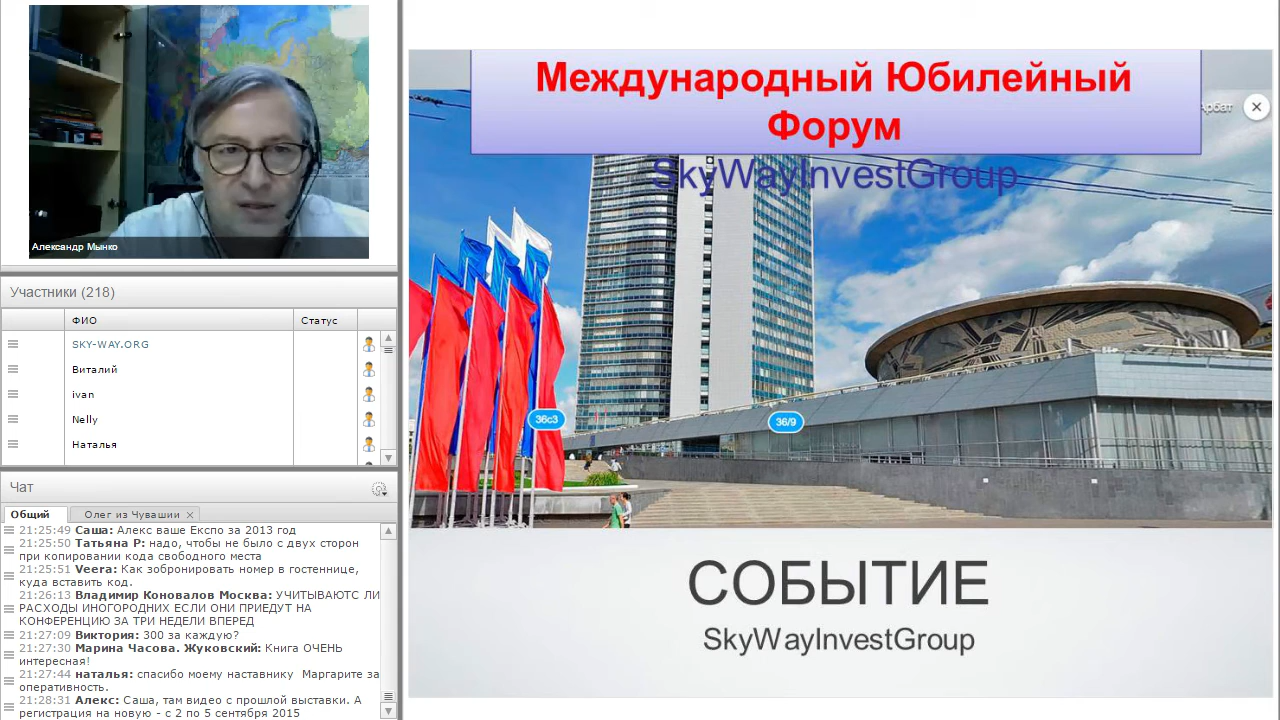 Александр Мынко
Участники (218)
ФИО
Статус
SKY-WAY.ORG
Виталий
ivan
Nelly
Наталья
Чат
Общий
Олег из Чувашии
21:25:49 Саша: Алекс ваше Експо за 2013 год
21:25:50 Татьяна Р: надо, чтобы не было с двух сторон
при копировании кода свободного места
21:25:51 Veera: Как зобронировать номер в гостеннице,
куда вставить код.
21:26:13 Владимир Коновалов Москва: УЧИТЫВАЮТС ЛИ
РАСХОДЫ ИНОГОРОДНИХ ЕСЛИ ОНИ ПРИЕДУТ НА
КОНФЕРЕНЦИЮ ЗА ТРИ НЕДЕЛИ ВПЕРЕД
21:27:09 Виктория: 300 за каждую?
21:27:30 Марина Часова. Жуковский: Книга ОЧЕНЬ
интересная!
21:27:44 наталья: спасибо моему наставнику  Маргарите за
оперативность.
21:28:31 Алекс: Саша, там видео с прошлой выставки. А
регистрация на новую - с 2 по 5 сентября 2015
Международный Юбилейный
Форум
SkyWayInvestGroup
36с3
36/9
СОБЫТИЕ
SkyWayInvestGroup